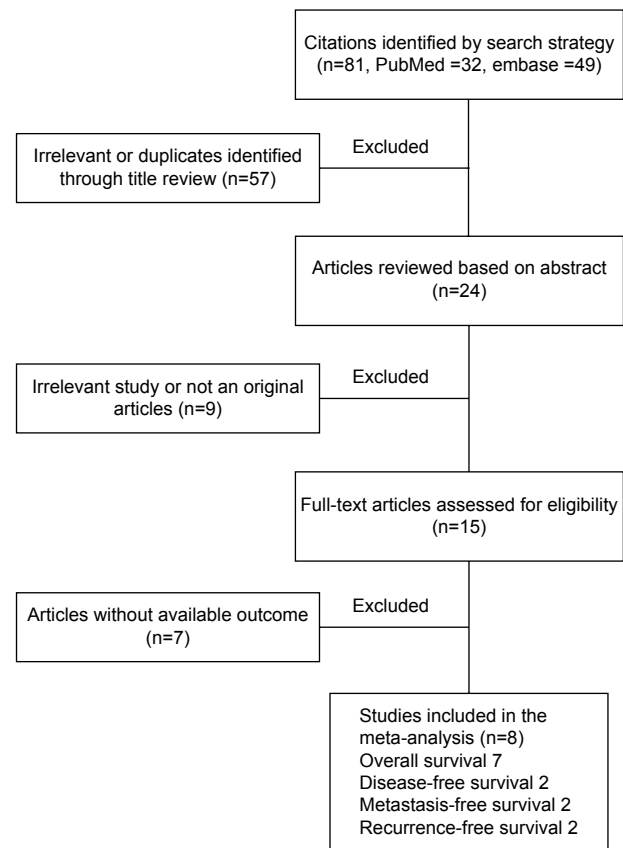 Citations identified by search strategy
(n=81, PubMed =32, embase =49)
Excluded
Irrelevant or duplicates identified
through title review (n=57)
Articles reviewed based on abstract
(n=24)
Excluded
Irrelevant study or not an original
articles (n=9)
Full-text articles assessed for eligibility
(n=15)
Excluded
Articles without available outcome
(n=7)
Studies included in the
meta-analysis (n=8)
Overall survival 7
Disease-free survival 2
Metastasis-free survival 2
Recurrence-free survival 2